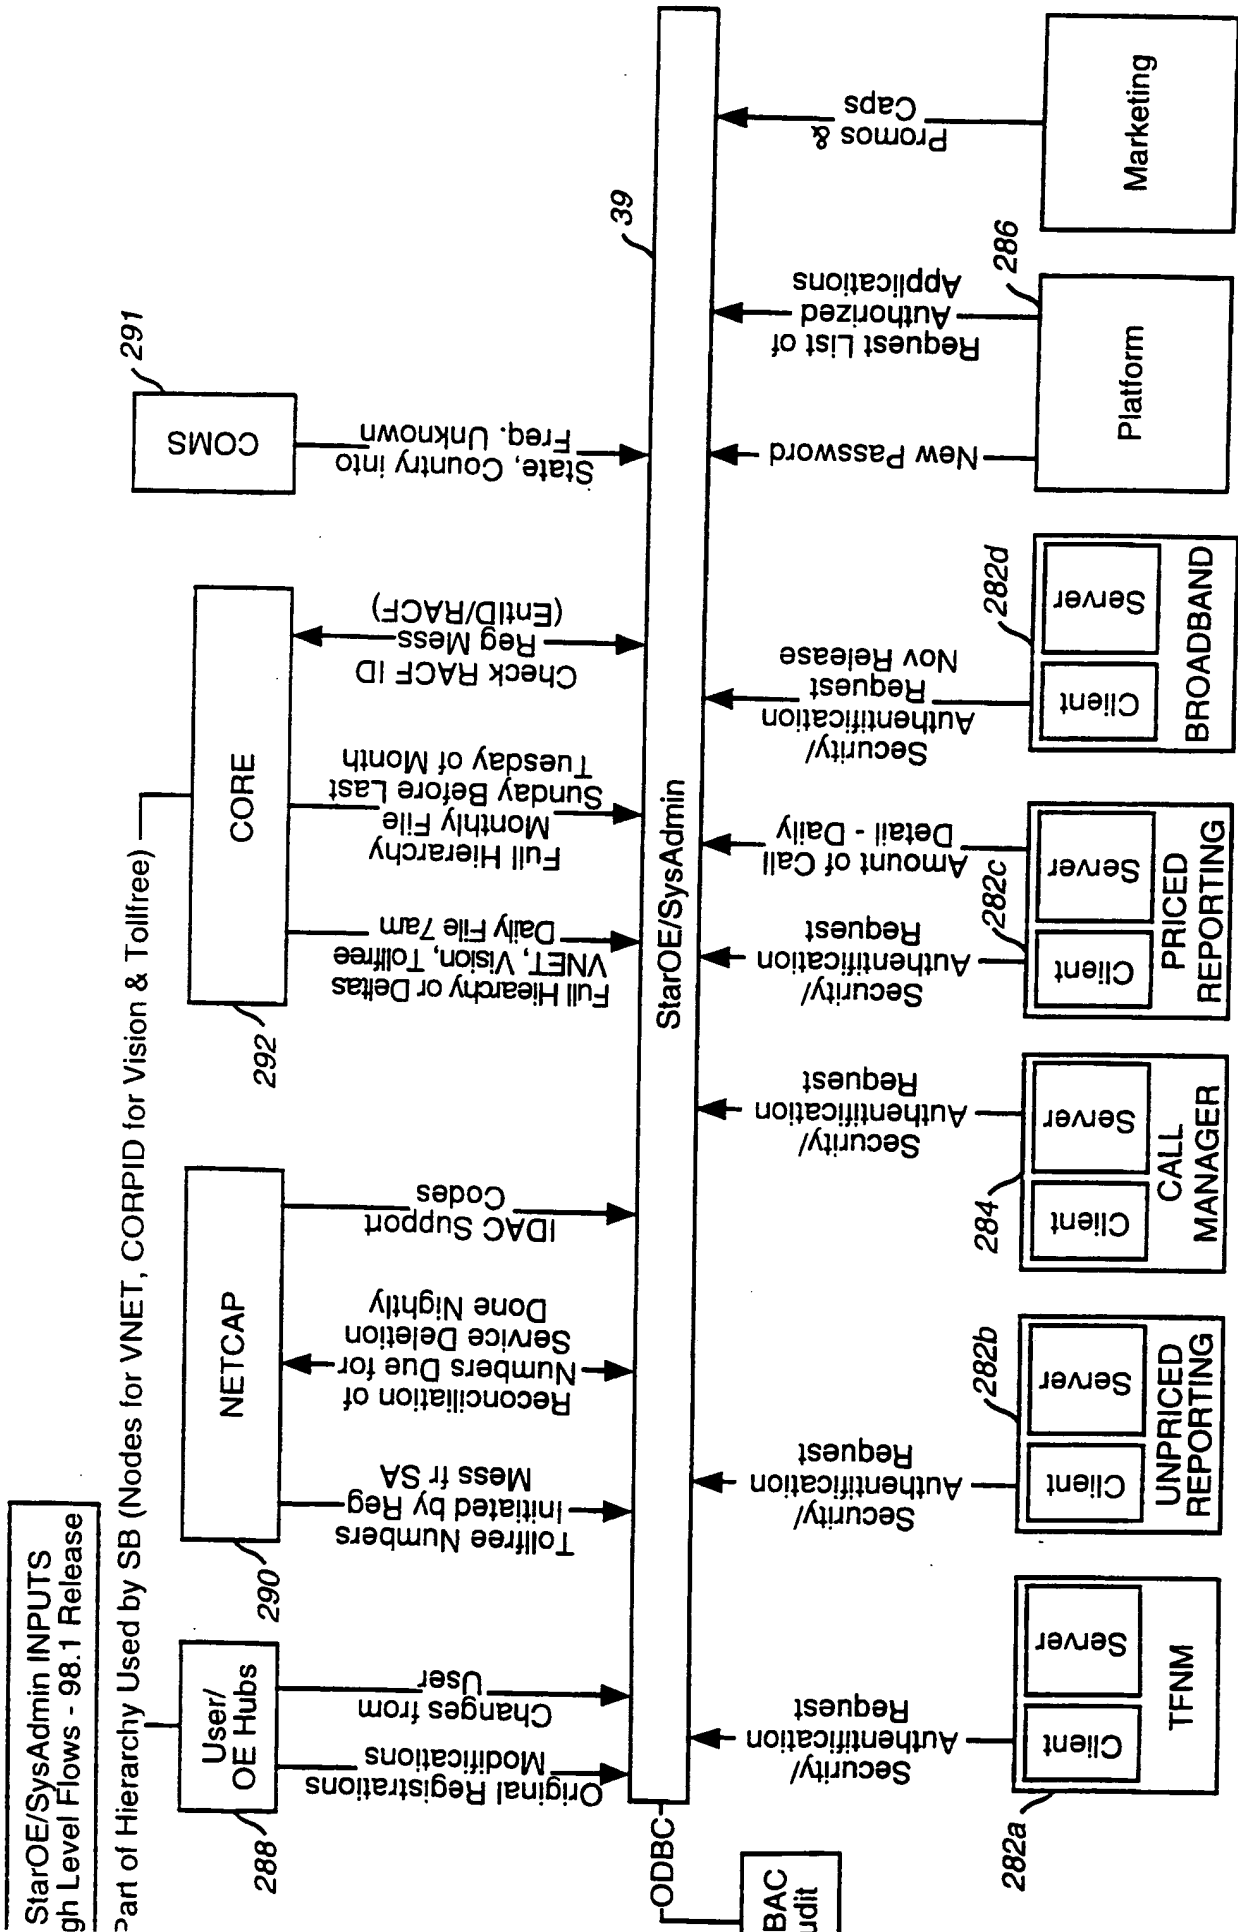 StarOE/SysAdmin INPUTS
gh Level Flows - 98.1 Release
Part of Hierarchy Used by SB (Nodes for VNET, CORPID for Vision & Tollfree)
User/
OE Hubs
288
Original Registrations
Modifications
Changes from
User
NETCAP
290
Tollfree Numbers
Initiated by Reg
Mess fr SA
Reconciliation of
Numbers Due for
Service Deletion
Done Nightly
IDAC Support
Codes
CORE
292
Full Hiearchy or Deltas
VNET, Vision, Tollfree
Daily File 7am
Full Hierarchy
Monthly File
Sunday Before Last
Tuesday of Month
Check RACF ID
Reg Mess
(EntID/RACF)
COMS
291
State, Country into
Freq. Unknown
39
StarOE/SysAdmin
ODBC
BAC
udit
Security/
Authentification
Request
Client
Server
TFNM
282a
Security/
Authentification
Request
Client
Server
UNPRICED
REPORTING
282b
Security/
Authentification
Request
Client
Server
CALL
MANAGER
284
Security/
Authentification
Request
Amount of Call
Detail - Daily
Client
Server
PRICED
REPORTING
282c
Security/
Authentification
Request
Nov Release
Client
Server
BROADBAND
282d
New Password
Request List of
Authorized
Applications
Platform
286
Promos &
Caps
Marketing